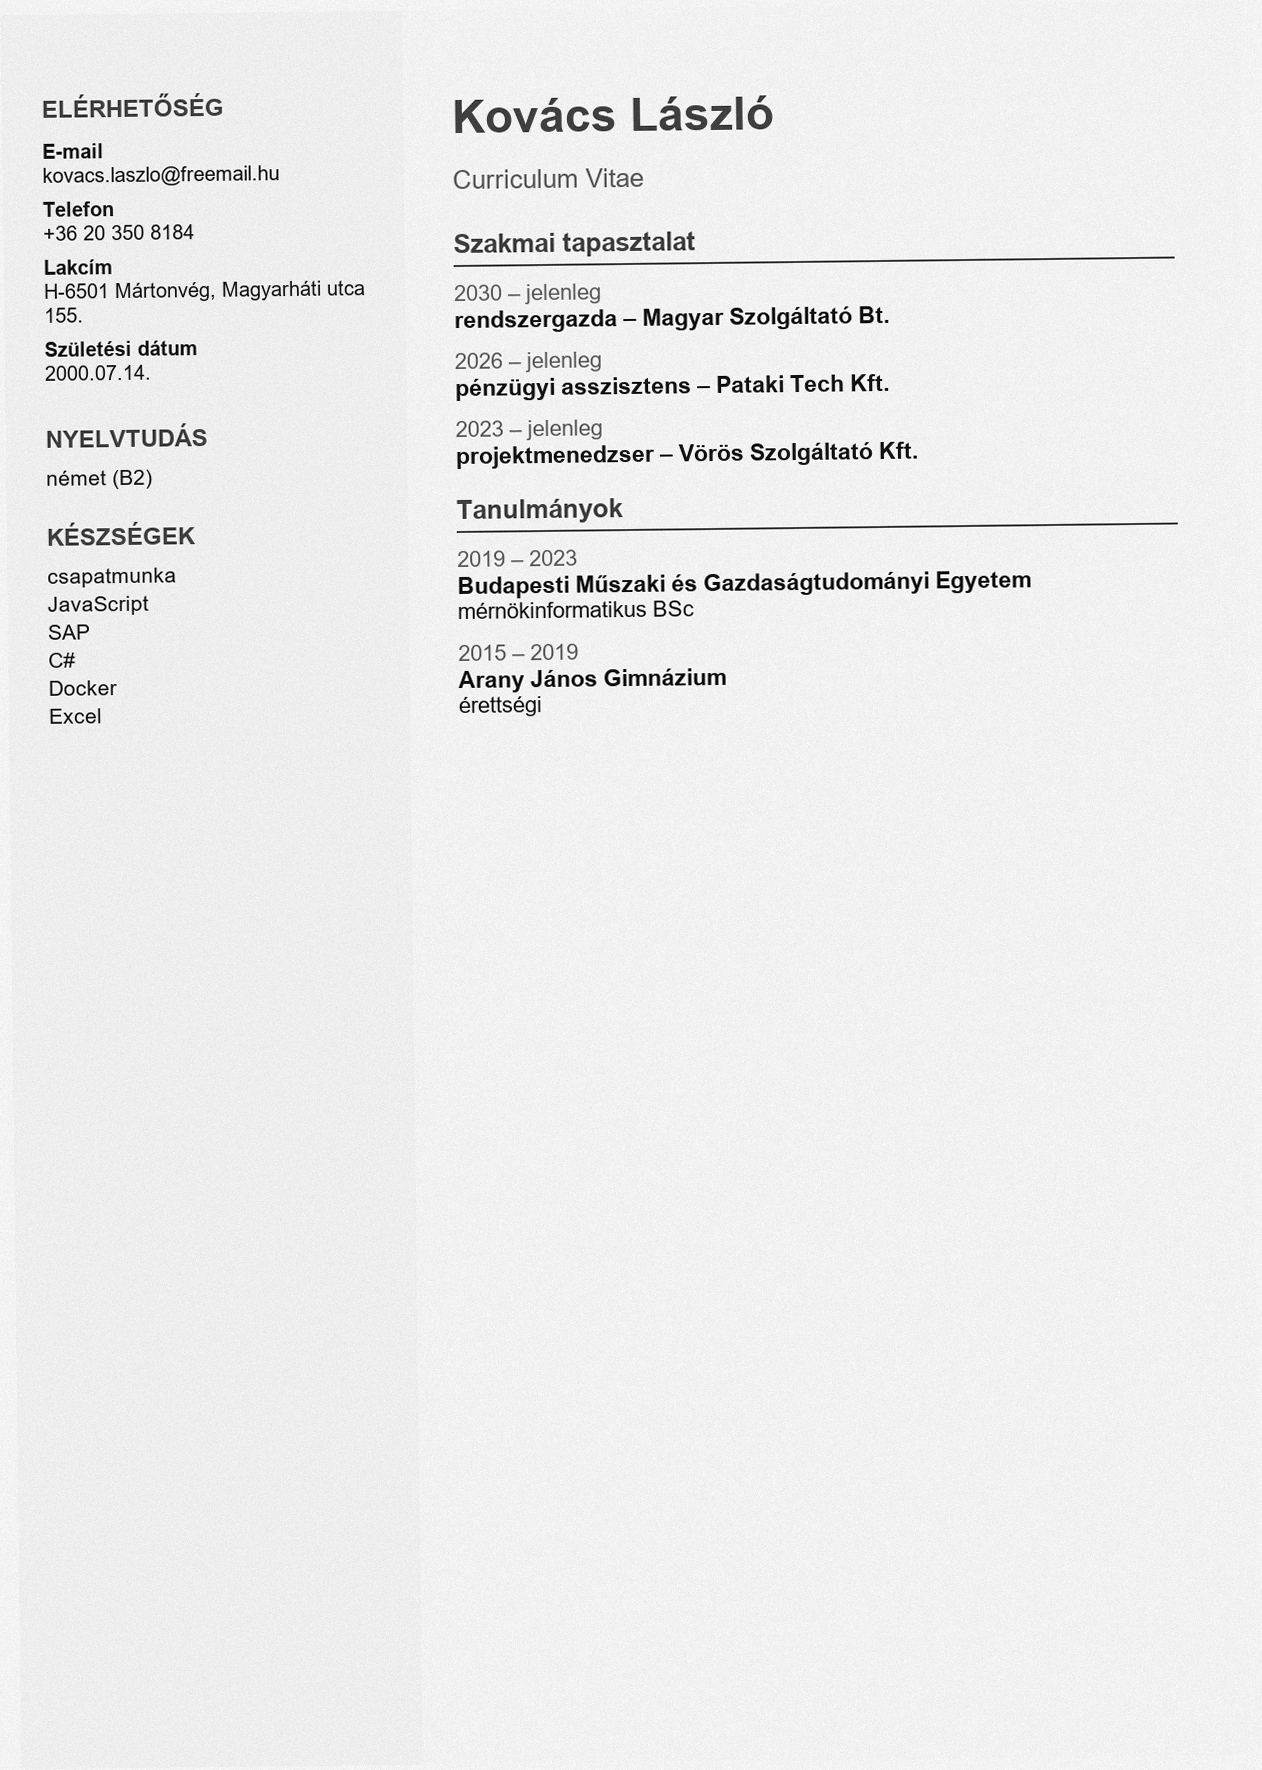 ELÉRHETŐSÉG
E-mail
kovacs.laszlo@freemail.hu
Telefon
+36 20 350 8184
Lakcím
H-6501 Mártonvég, Magyarháti utca
155.
Születési dátum
2000.07.14.
NYELVTUDÁS
német (B2)
KÉSZSÉGEK
csapatmunka
JavaScript
SAP
C#
Docker
Excel
Kovács László
Curriculum Vitae
Szakmai tapasztalat
2030 – jelenleg
rendszergazda – Magyar Szolgáltató Bt.
2026 – jelenleg
pénzügyi asszisztens – Pataki Tech Kft.
2023 – jelenleg
projektmenedzser – Vörös Szolgáltató Kft.
Tanulmányok
2019 – 2023
Budapesti Műszaki és Gazdaságtudományi Egyetem
mérnökinformatikus BSc
2015 – 2019
Arany János Gimnázium
érettségi